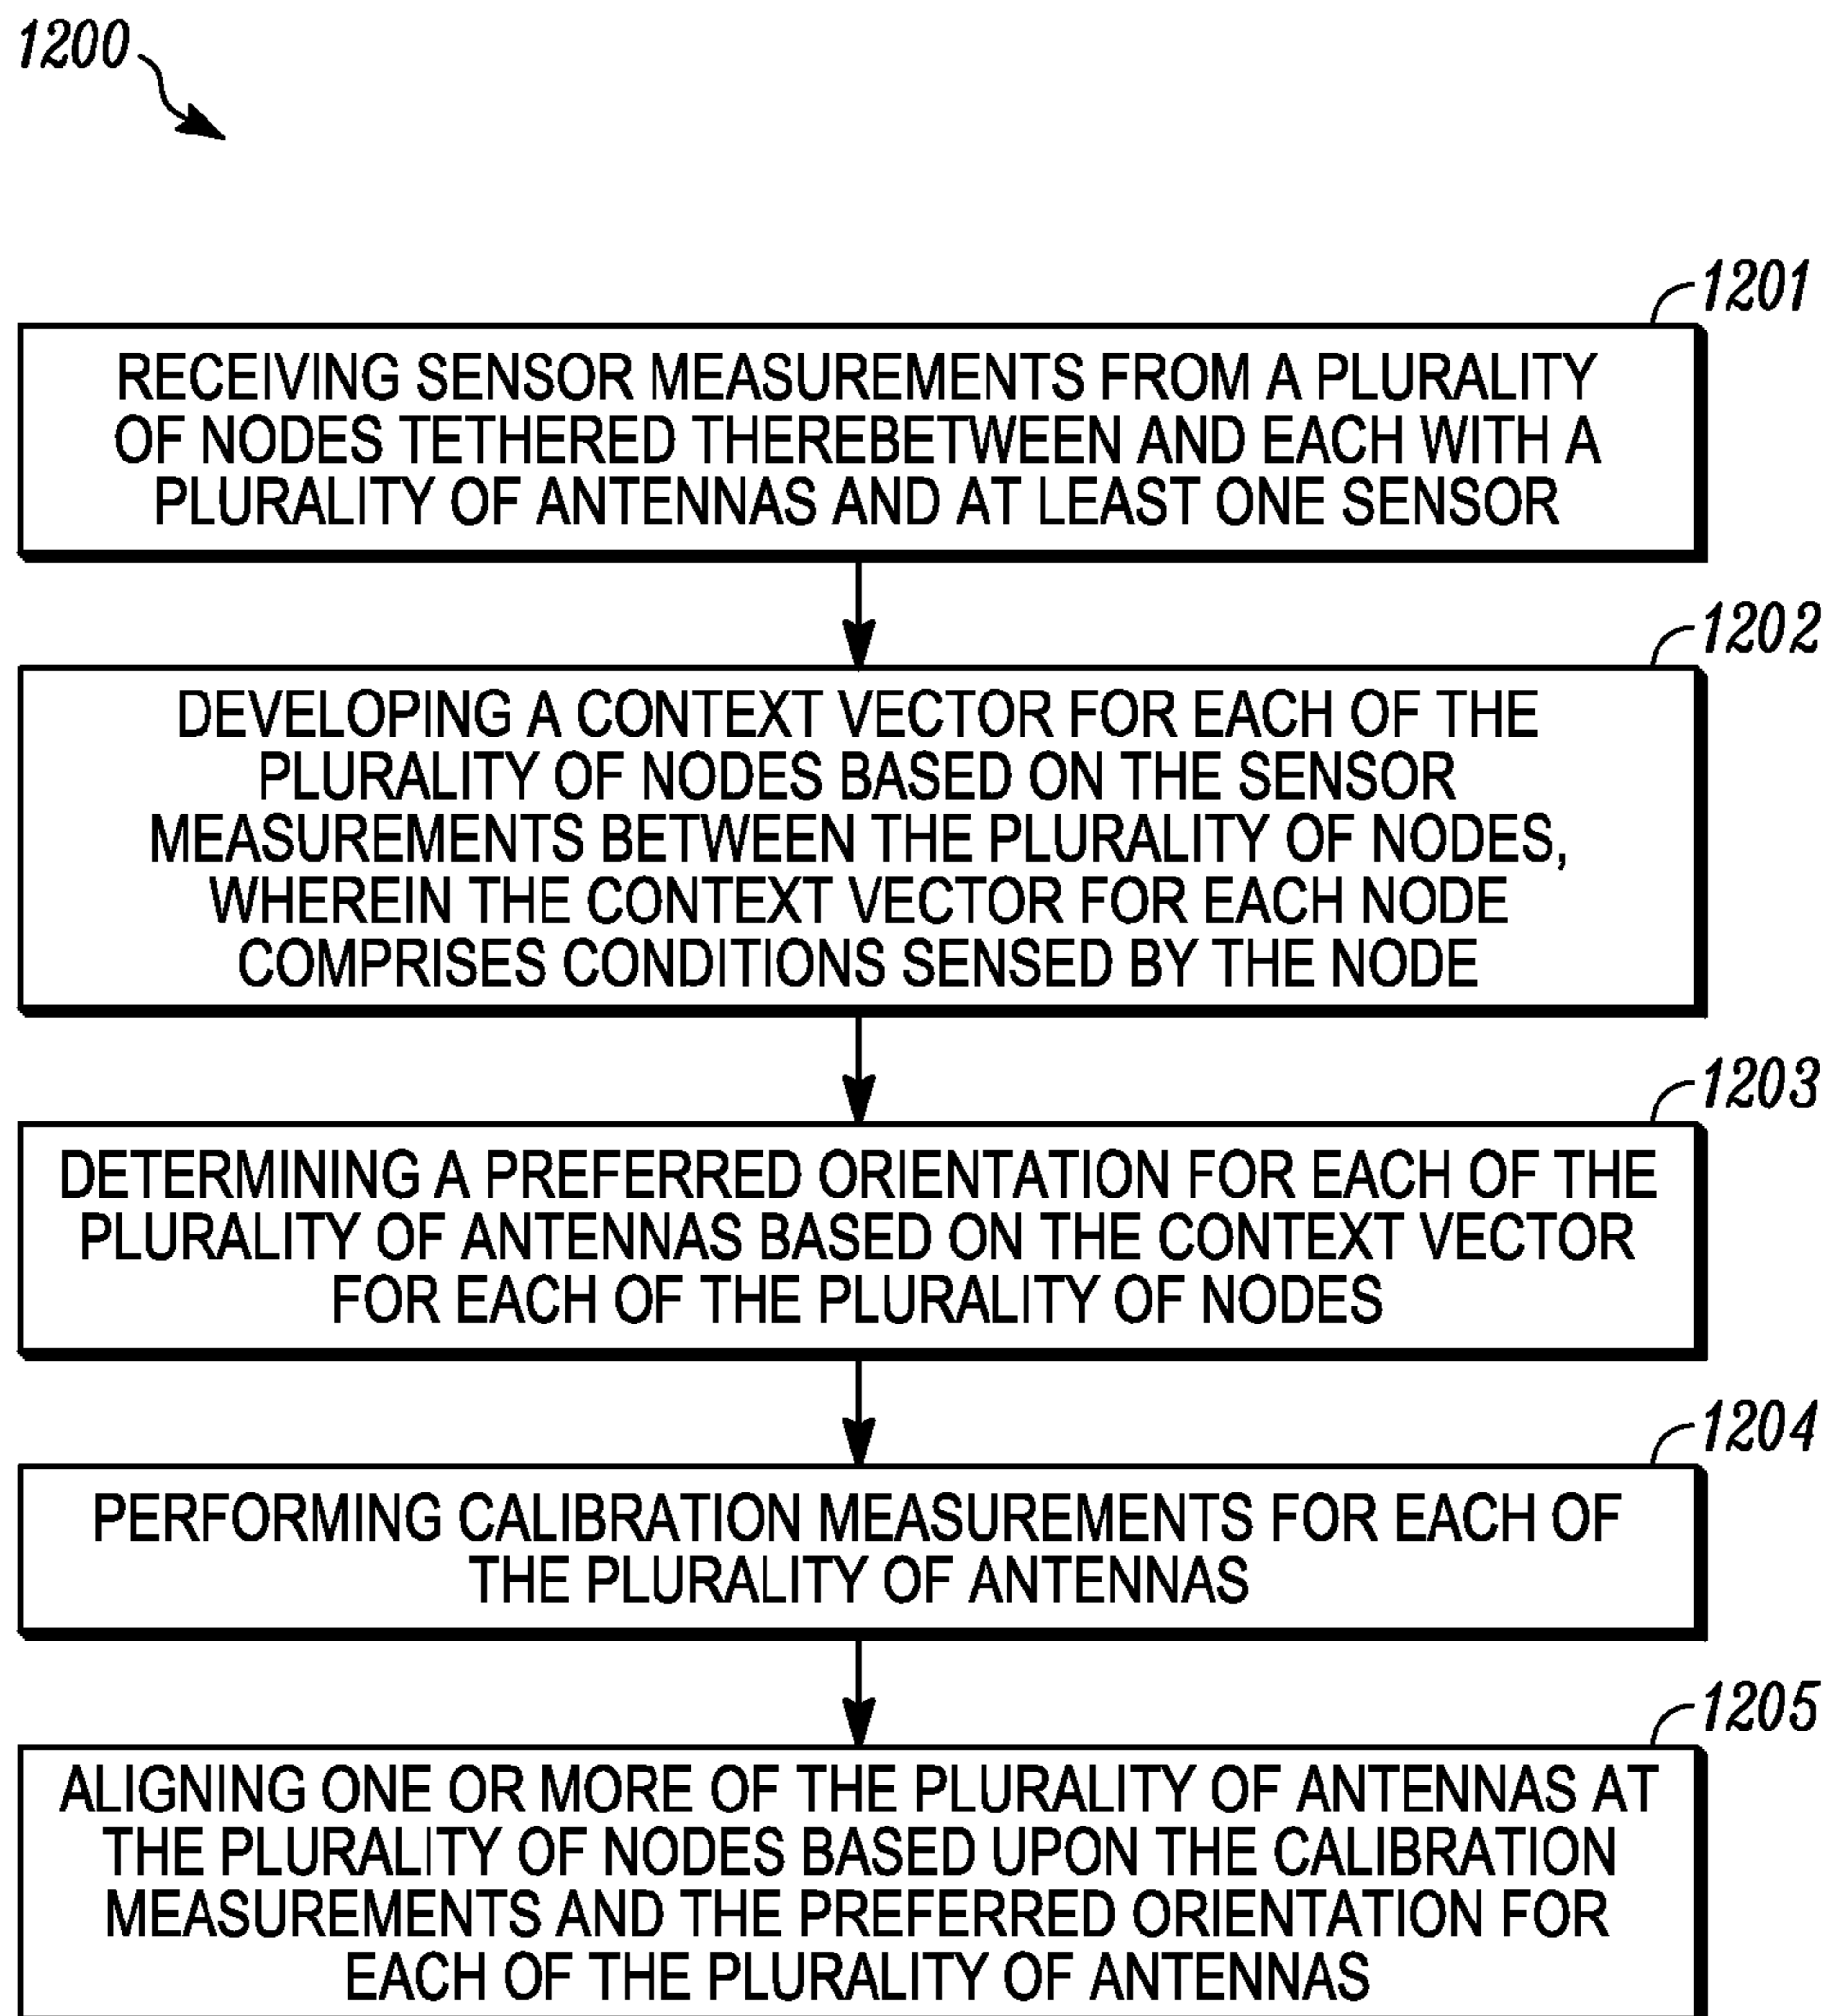 1200
1201
RECEIVING SENSOR MEASUREMENTS FROM A PLURALITY
OF NODES TETHERED THEREBETWEEN AND EACH WITH A
PLURALITY OF ANTENNAS AND AT LEAST ONE SENSOR
1202
DEVELOPING A CONTEXT VECTOR FOR EACH OF THE
PLURALITY OF NODES BASED ON THE SENSOR
MEASUREMENTS BETWEEN THE PLURALITY OF NODES,
WHEREIN THE CONTEXT VECTOR FOR EACH NODE
COMPRISES CONDITIONS SENSED BY THE NODE
1203
DETERMINING A PREFERRED ORIENTATION FOR EACH OF THE
PLURALITY OF ANTENNAS BASED ON THE CONTEXT VECTOR
FOR EACH OF THE PLURALITY OF NODES
1204
PERFORMING CALIBRATION MEASUREMENTS FOR EACH OF
THE PLURALITY OF ANTENNAS
1205
ALIGNING ONE OR MORE OF THE PLURALITY OF ANTENNAS AT
THE PLURALITY OF NODES BASED UPON THE CALIBRATION
MEASUREMENTS AND THE PREFERRED ORIENTATION FOR
EACH OF THE PLURALITY OF ANTENNAS